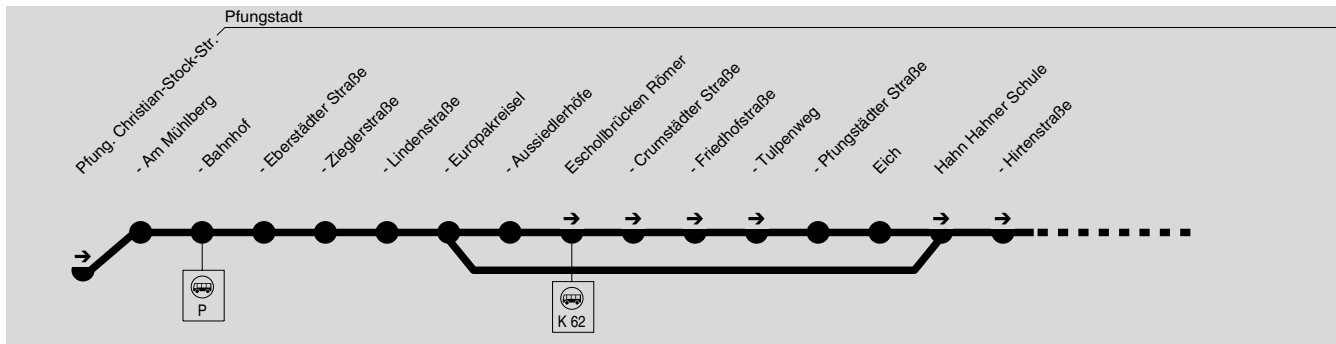 Pfungstadt
Pfung. Christian-Stock-Str.
- Am Mühlberg
- Bahnhof
- Eberstädter Straße
- Zieglerstraße
- Lindenstraße
- Europakreisel
- Aussiedlerhöfe
Eschollbrücken Römer
- Crumstädter Straße
- Friedhofstraße
- Tulpenweg
- Pfungstädter Straße
Eich
Hahn Hahner Schule
- Hirtenstraße
P
K 62